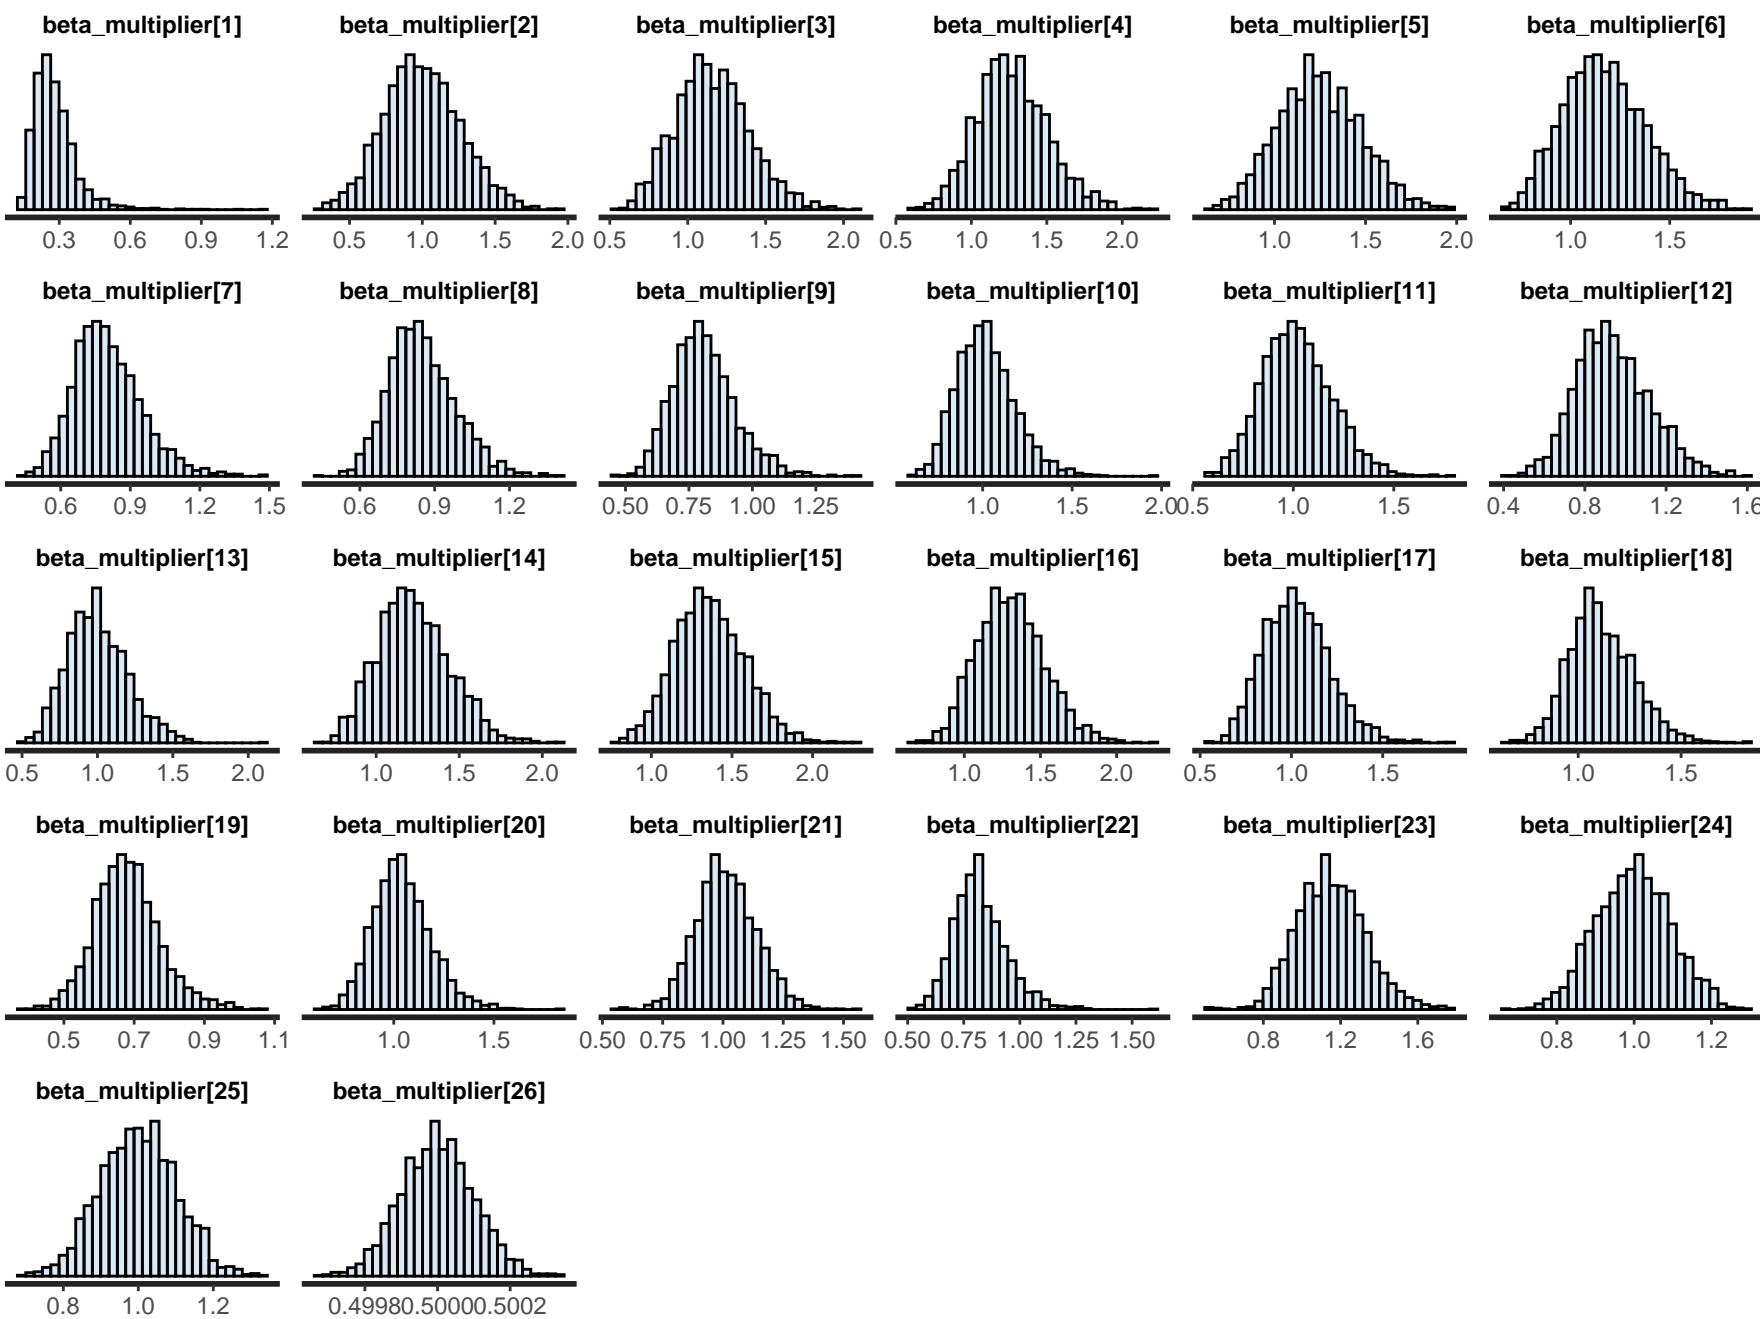 beta_multiplier[1] beta_multiplier[2] beta_multiplier[3] beta_multiplier[4] beta_multiplier[5] beta_multiplier[6]
0.3 0.6 0.9 1.2 0.5 1.0 1.5 2.0 0.5 1.0 1.5 2.0 0.5 1.0 1.5 2.0 1.0 1.5 2.0 1.0 1.5
beta_multiplier[7] beta_multiplier[8] beta_multiplier[9] beta_multiplier[10] beta_multiplier[11] beta_multiplier[12]
0.6 0.9 1.2 1.5 0.6 0.9 1.2 0.50 0.75 1.00 1.25 1.0 1.5 2.0 0.5 1.0 1.5 0.4 0.8 1.2 1.6
beta_multiplier[13] beta_multiplier[14] beta_multiplier[15] beta_multiplier[16] beta_multiplier[17] beta_multiplier[18]
0.5 1.0 1.5 2.0 1.0 1.5 2.0 1.0 1.5 2.0 1.0 1.5 2.0 0.5 1.0 1.5 1.0 1.5
beta_multiplier[19] beta_multiplier[20] beta_multiplier[21] beta_multiplier[22] beta_multiplier[23] beta_multiplier[24]
0.5 0.7 0.9 1.1 1.0 1.5 0.50 0.75 1.00 1.25 1.50 0.50 0.75 1.00 1.25 1.50 0.8 1.2 1.6 0.8 1.0 1.2
beta_multiplier[25] beta_multiplier[26]
0.8 1.0 1.2 0.4998 0.5000 0.5002